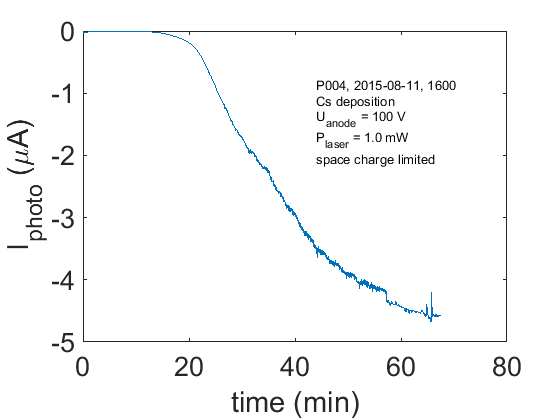 0
-1
-2
-3
-4
-5
I_photo (μA)
P004, 2015-08-11, 1600
Cs deposition
U_anode = 100 V
P_laser = 1.0 mW
space charge limited
0 20 40 60 80
time (min)